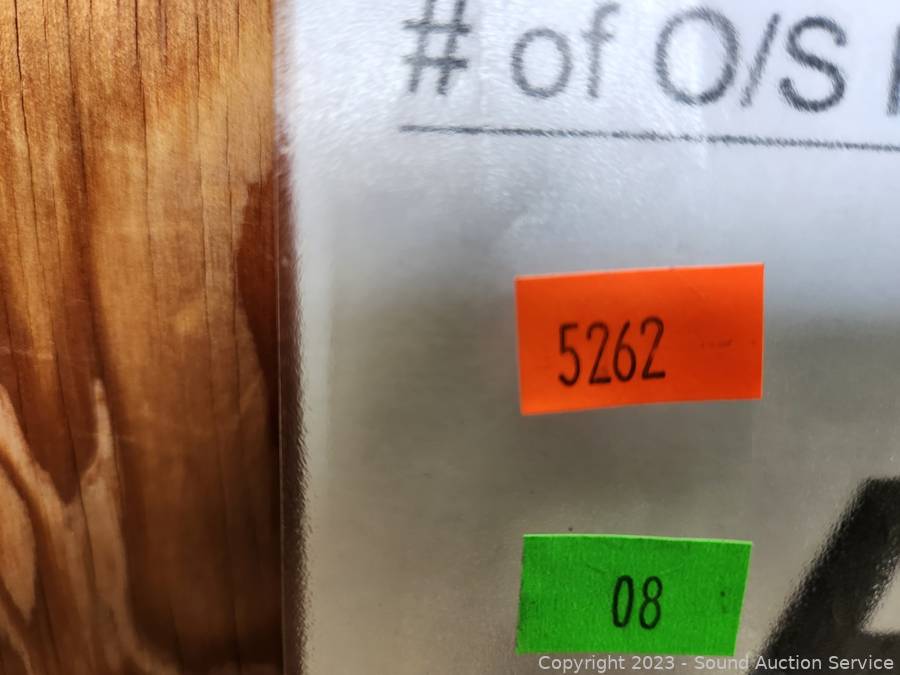 # of O/S
5262
08
Copyright 2023 - Sound Auction Service